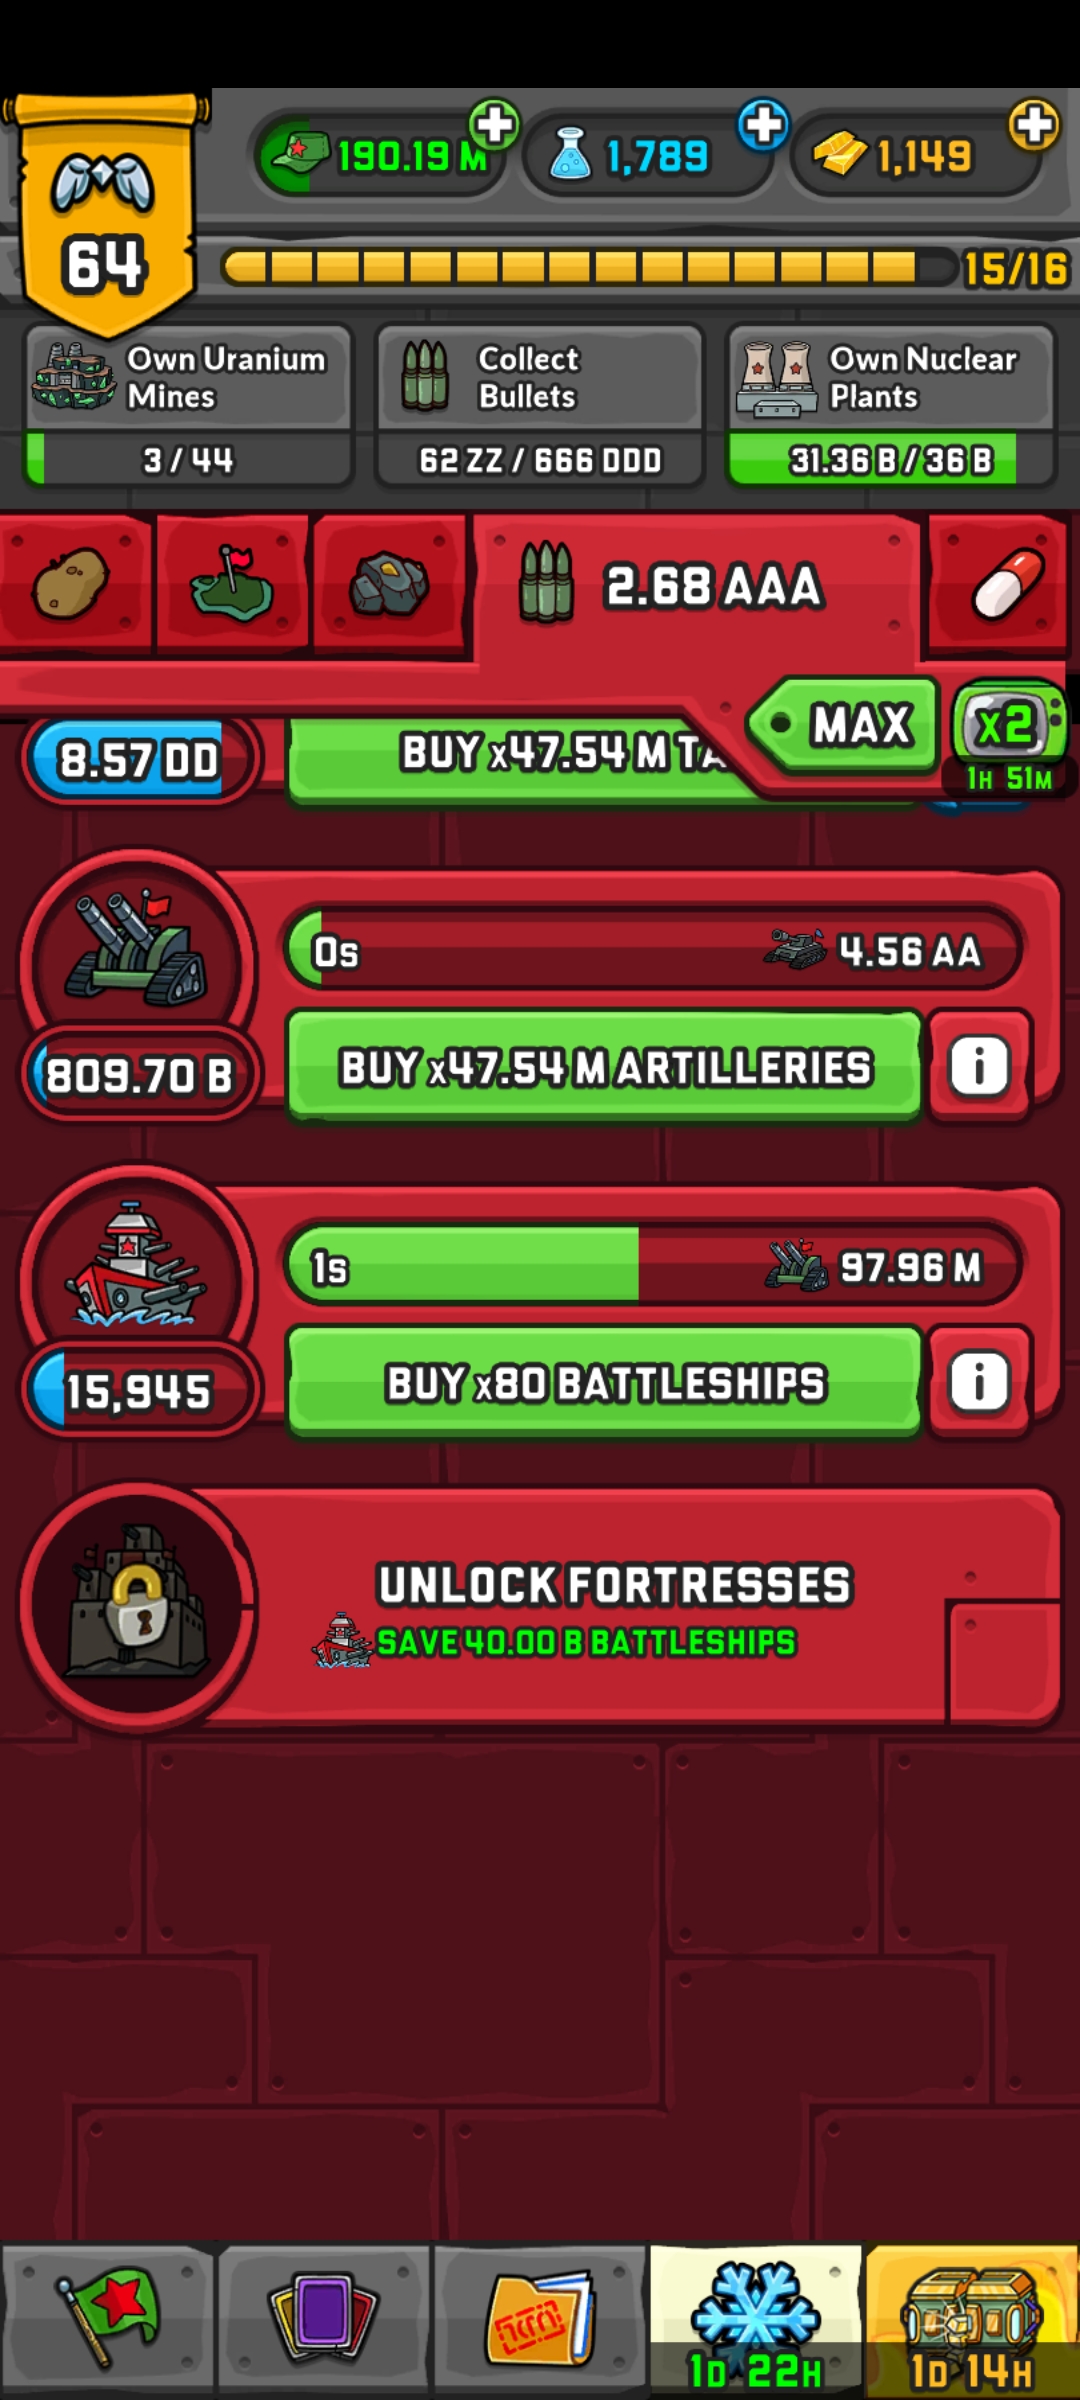 190.19 M
1,789
1,149
64
15/16
Own Uranium
Mines
3 / 44
Collect
Bullets
62 ZZ / 666 DDD
Own Nuclear
Plants
31.36 B / 36 B
2.68 AAA
MAX
x2
1H 51M
8.57 DD
BUY x47.54 M TA
0s
4.56 AA
809.70 B
BUY x47.54 M ARTILLERIES
i
1s
97.96 M
15,945
BUY x80 BATTLESHIPS
i
UNLOCK FORTRESSES
SAVE 40.00 B BATTLESHIPS
1D 22H
1D 14H